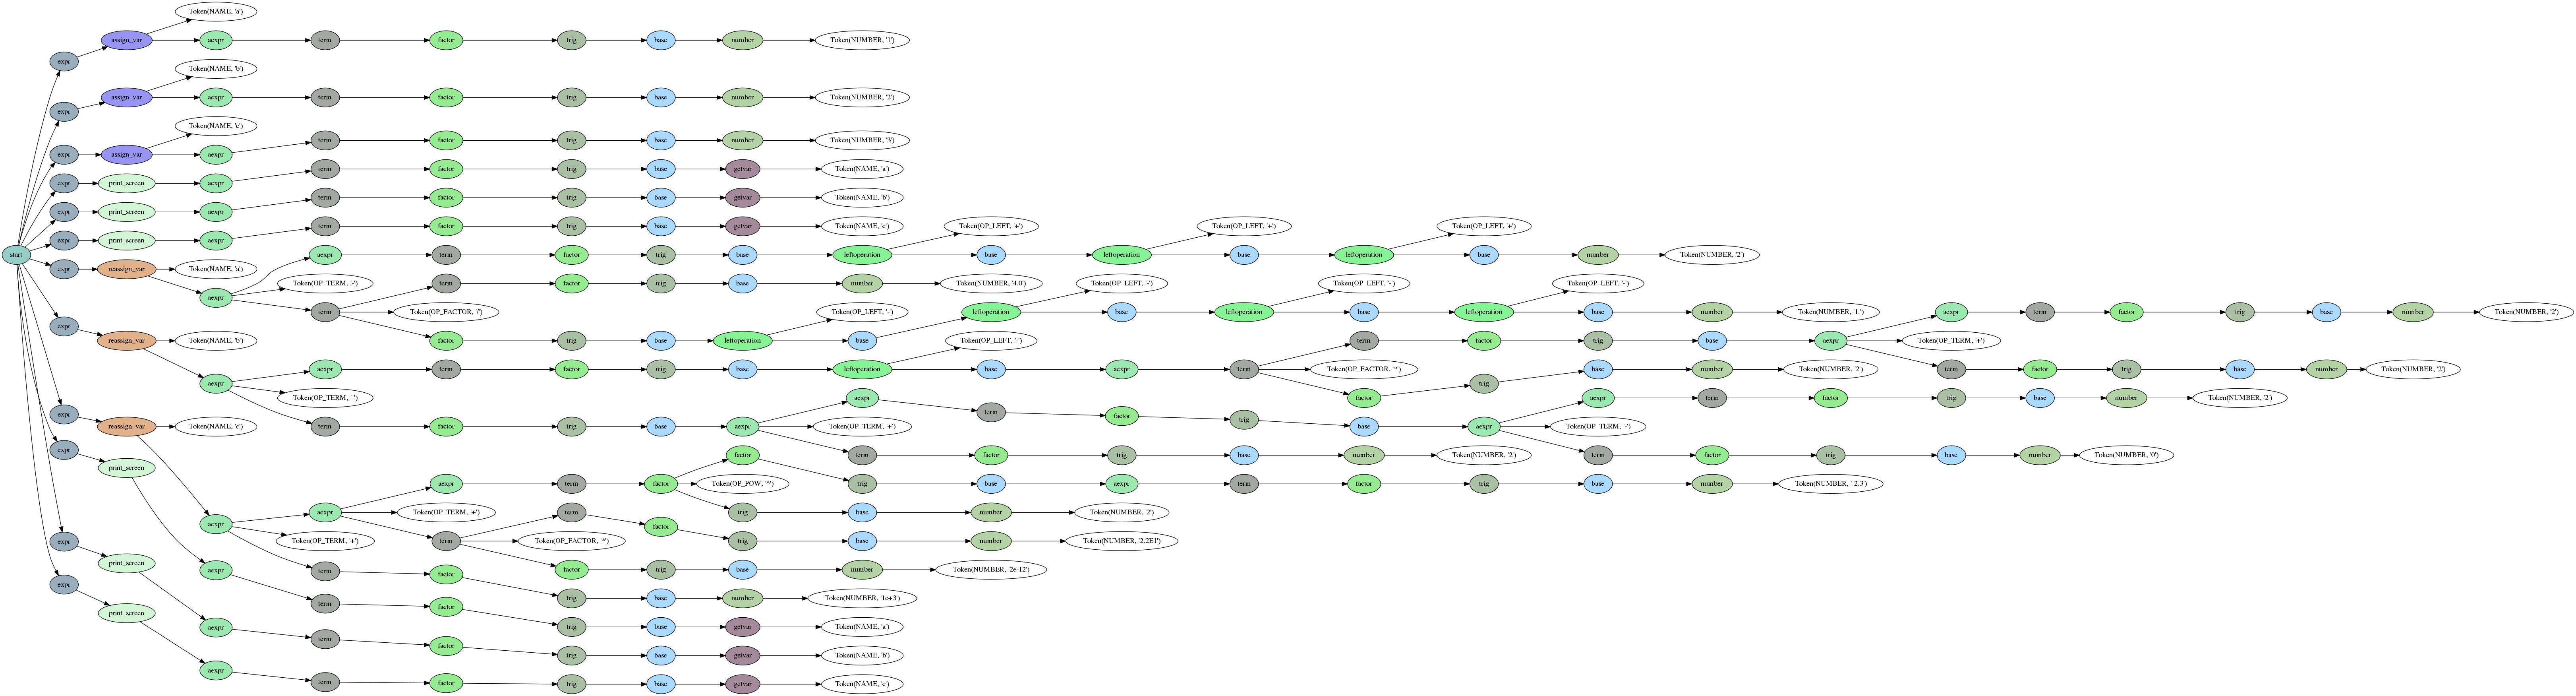 Token(NAME, 'a')
expr assign_var aexpr term factor trig base number Token(NUMBER, '1')
Token(NAME, 'b')
expr assign_var aexpr term factor trig base number Token(NUMBER, '2')
Token(NAME, 'c')
term factor trig base number Token(NUMBER, '3')
expr assign_var aexpr
term factor trig base getvar Token(NAME, 'a')
expr print_screen aexpr
term factor trig base getvar Token(NAME, 'b')
expr print_screen aexpr
term factor trig base getvar Token(NAME, 'c') Token(OP_LEFT, '+') Token(OP_LEFT, '+') Token(OP_LEFT, '+')
expr print_screen aexpr
start aexpr term factor trig base leftoperation base leftoperation base leftoperation base number Token(NUMBER, '2')
expr reassign_var Token(NAME, 'a')
Token(OP_TERM, '-') term factor trig base number Token(NUMBER, '4.0') Token(OP_LEFT, '-') Token(OP_LEFT, '-') Token(OP_LEFT, '-')
aexpr
term Token(OP_FACTOR, '/') Token(OP_LEFT, '-') leftoperation base leftoperation base leftoperation base number Token(NUMBER, '1.') aexpr term factor trig base number Token(NUMBER, '2')
expr
reassign_var Token(NAME, 'b') factor trig base leftoperation base Token(OP_LEFT, '-') term factor trig base aexpr Token(OP_TERM, '+')
aexpr term factor trig base leftoperation base aexpr term Token(OP_FACTOR, '*') base number Token(NUMBER, '2') term factor trig base number Token(NUMBER, '2')
aexpr trig
Token(OP_TERM, '-') aexpr factor aexpr term factor trig base number Token(NUMBER, '2')
expr term factor trig
reassign_var Token(NAME, 'c') term factor trig base aexpr Token(OP_TERM, '+') base aexpr Token(OP_TERM, '-')
expr
factor term factor trig base number Token(NUMBER, '2') term factor trig base number Token(NUMBER, '0')
print_screen
aexpr term factor Token(OP_POW, '^') trig base aexpr term factor trig base number Token(NUMBER, '-2.3')
aexpr Token(OP_TERM, '+') term trig base number Token(NUMBER, '2')
aexpr factor
expr Token(OP_TERM, '+') term Token(OP_FACTOR, '*') trig base number Token(NUMBER, '2.2E1')
print_screen aexpr term factor factor trig base number Token(NUMBER, '2e-12')
expr
term trig base number Token(NUMBER, '1e+3')
print_screen factor
aexpr trig base getvar Token(NAME, 'a')
term factor
trig base getvar Token(NAME, 'b')
aexpr
term factor trig base getvar Token(NAME, 'c')